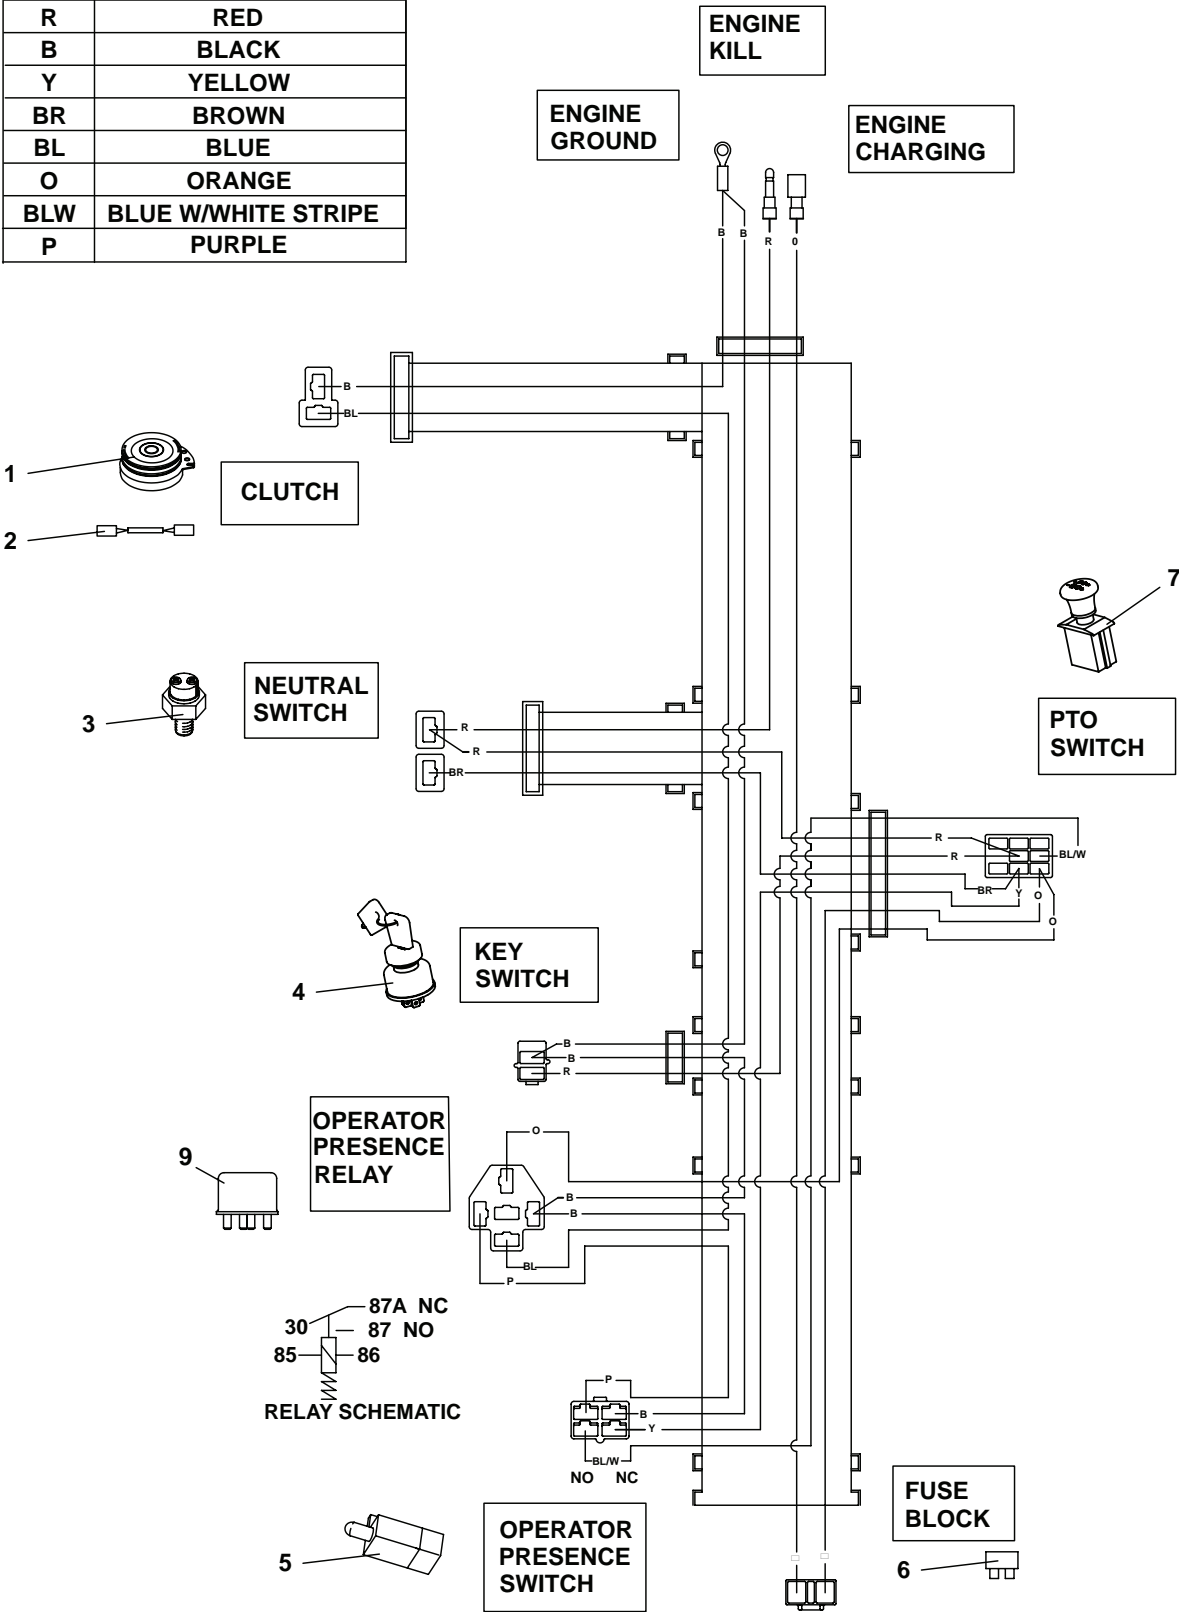 R RED
B BLACK
Y YELLOW
BR BROWN
BL BLUE
O ORANGE
BLW BLUE W/WHITE STRIPE
P PURPLE
ENGINE
KILL
ENGINE
GROUND
ENGINE
CHARGING
B B R 0
B
BL
1
CLUTCH
2
7
NEUTRAL
SWITCH
3
R
R
BR
PTO
SWITCH
R
R
BL/W
BR Y O
O
KEY
SWITCH
4
B
B
R
OPERATOR
PRESENCE
RELAY
9
O
B
B
BL
P
87A NC
30 87 NO
85 86
RELAY SCHEMATIC
P
B
Y
BL/W
NO NC
FUSE
BLOCK
6
OPERATOR
PRESENCE
SWITCH
5